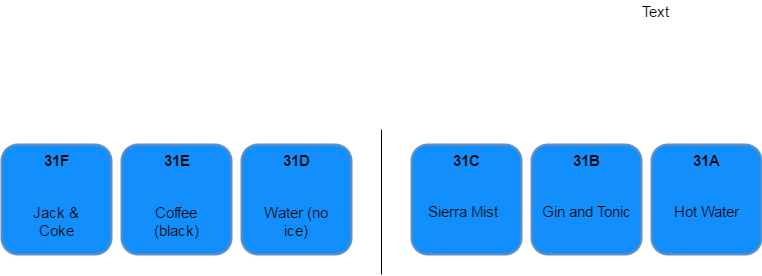 Text
31F
Jack &
Coke
31E
Coffee
(black)
31D
Water (no
ice)
31C
Sierra Mist
31B
Gin and Tonic
31A
Hot Water